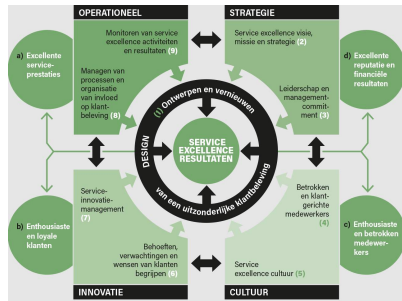 OPERATIONEEL
STRATEGIE
Monitoren van service
excellence activiteiten
en resultaten (9)
Service excellence visie,
missie en strategie (2)
a) Excellente
service-
prestaties
d) Excellente
reputatie en
financiële
resultaten
Managen van
processen en
organisatie
van invloed
op klant-
beleving (8)
Leiderschap en
management-
commit-
ment (3)
(1) Ontwerpen en vernieuwen
DESIGN
van een uitzonderlijke klantbeleving
SERVICE
EXCELLENCE
RESULTATEN
Service-
innovatie-
management
(7)
Betrokken
en klant-
gerichte
medewerkers
(4)
b) Enthousiaste
en loyale
klanten
c) Enthousiaste
en betrokken
medewer-
kers
Behoeften,
verwachtingen en
wensen van klanten
begrijpen (6)
Service
excellence cultuur (5)
INNOVATIE
CULTUUR